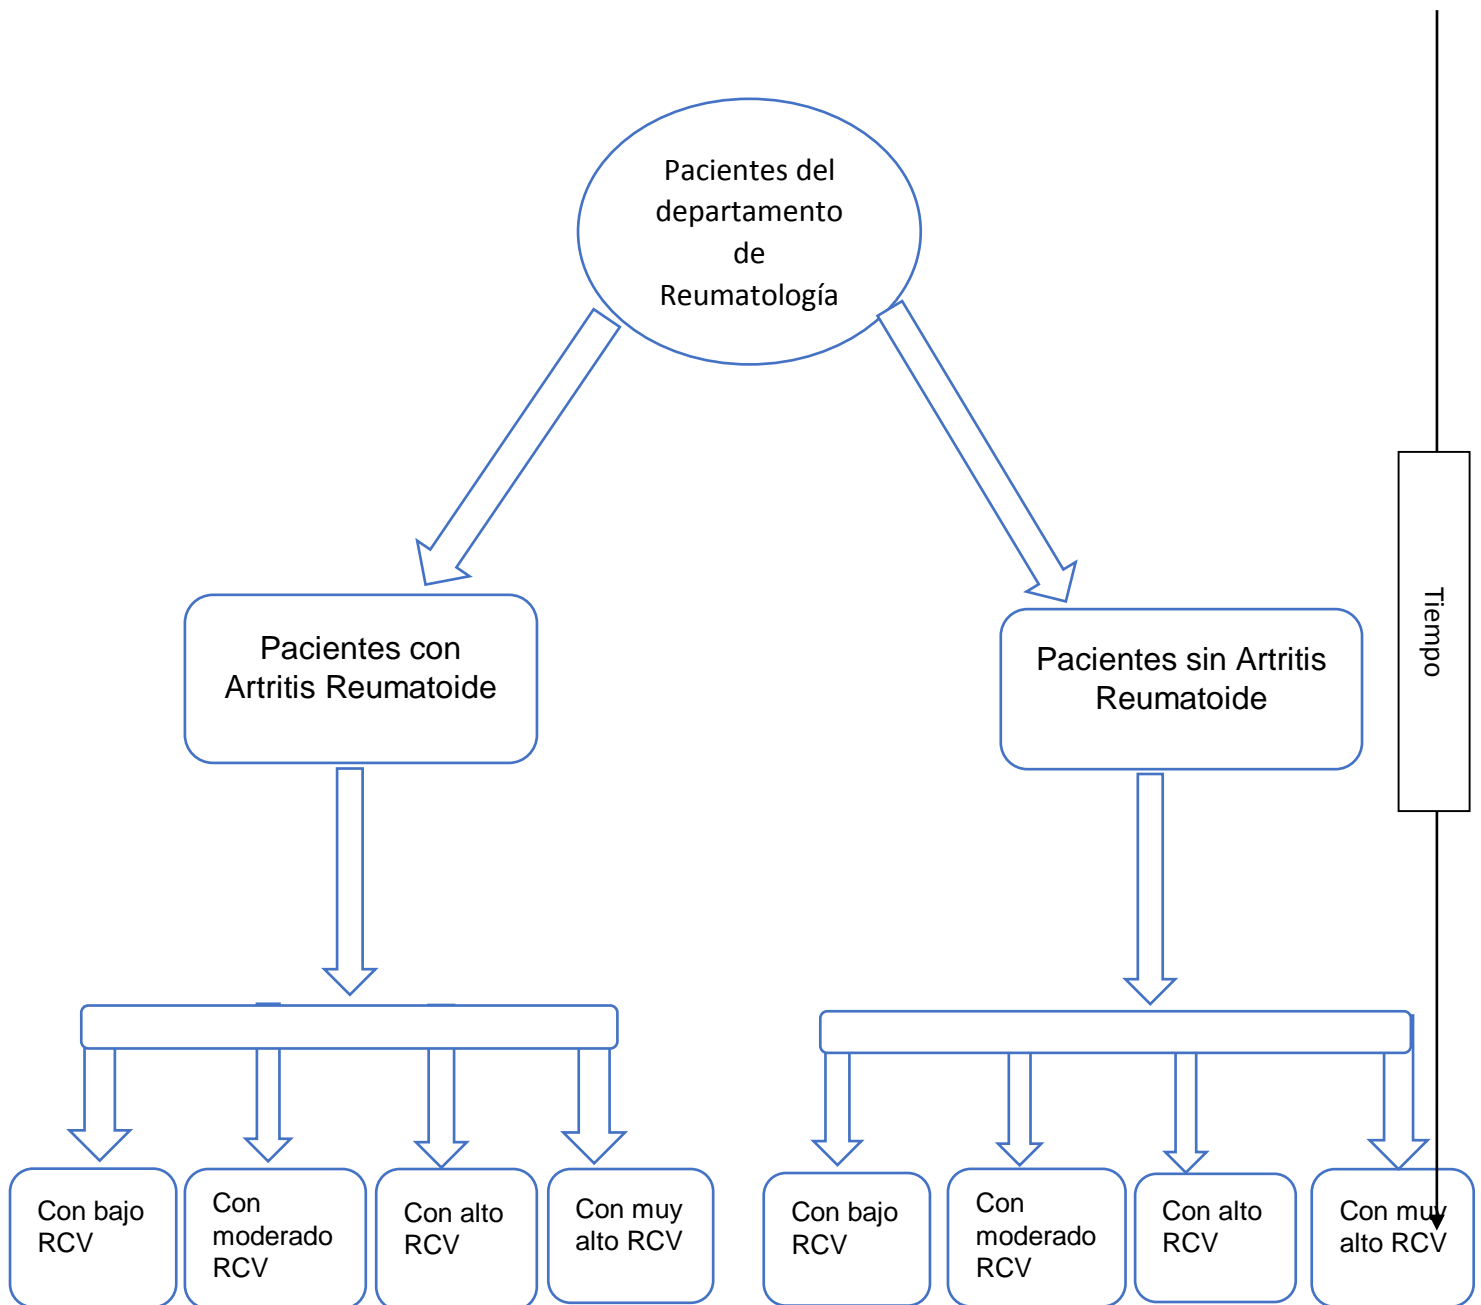 Pacientes del
departamento
de
Reumatología
Tiempo
Pacientes con
Artritis Reumatoide
Pacientes sin Artritis
Reumatoide
Con bajo
RCV
Con
moderado
RCV
Con alto
RCV
Con muy
alto RCV
Con bajo
RCV
Con
moderado
RCV
Con alto
RCV
Con muy
alto RCV